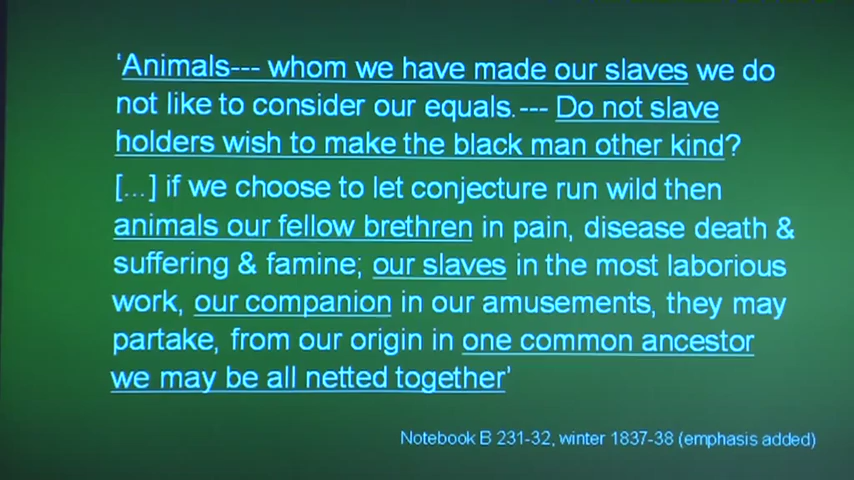 ‘Animals--- whom we have made our slaves we do
not like to consider our equals.--- Do not slave
holders wish to make the black man other kind?
[...] if we choose to let conjecture run wild then
animals our fellow brethren in pain, disease death &
suffering & famine; our slaves in the most laborious
work, our companion in our amusements, they may
partake, from our origin in one common ancestor
we may be all netted together’
Notebook B 231-32, winter 1837-38 (emphasis added)